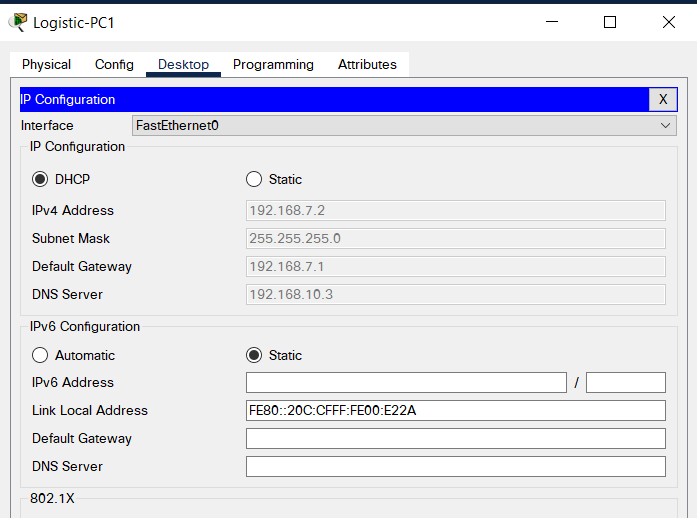 Logistic-PC1
Physical Config Desktop Programming Attributes
IP Configuration X
Interface FastEthernet0
IP Configuration
DHCP Static
IPv4 Address 192.168.7.2
Subnet Mask 255.255.255.0
Default Gateway 192.168.7.1
DNS Server 192.168.10.3
IPv6 Configuration
Automatic Static
IPv6 Address /
Link Local Address FE80::20C:CFFF:FE00:E22A
Default Gateway
DNS Server
802.1X